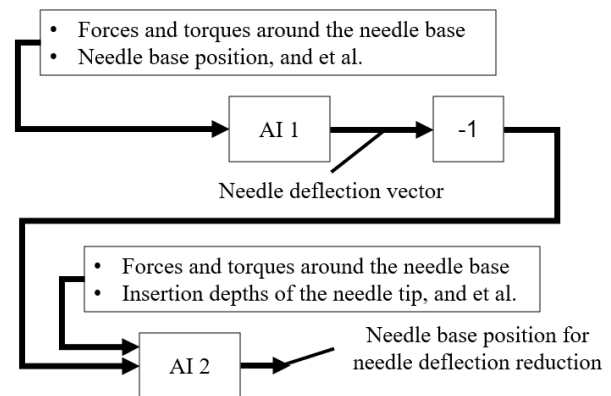 • Forces and torques around the needle base
• Needle base position, and et al.
AI 1
-1
Needle deflection vector
• Forces and torques around the needle base
• Insertion depths of the needle tip, and et al.
AI 2
Needle base position for
needle deflection reduction